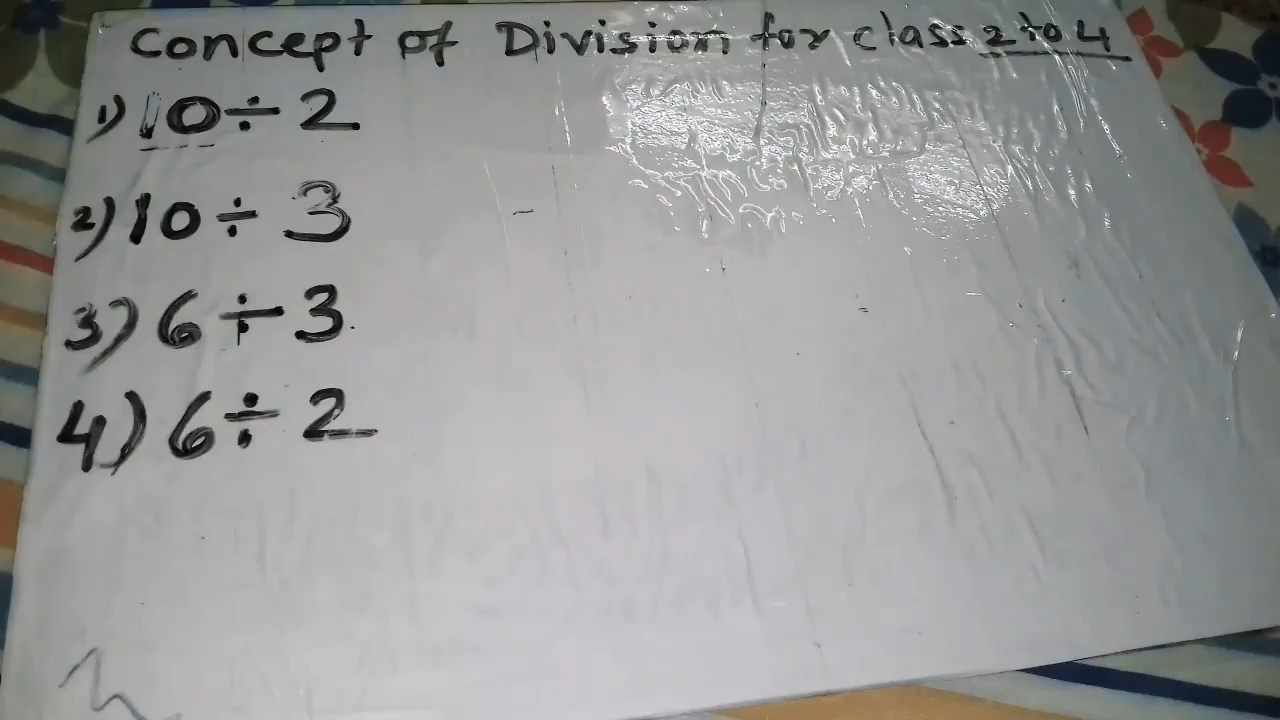 Concept of Division for class 2 to 4
1) 10 ÷ 2
2) 10 ÷ 3
3) 6 ÷ 3
4) 6 ÷ 2